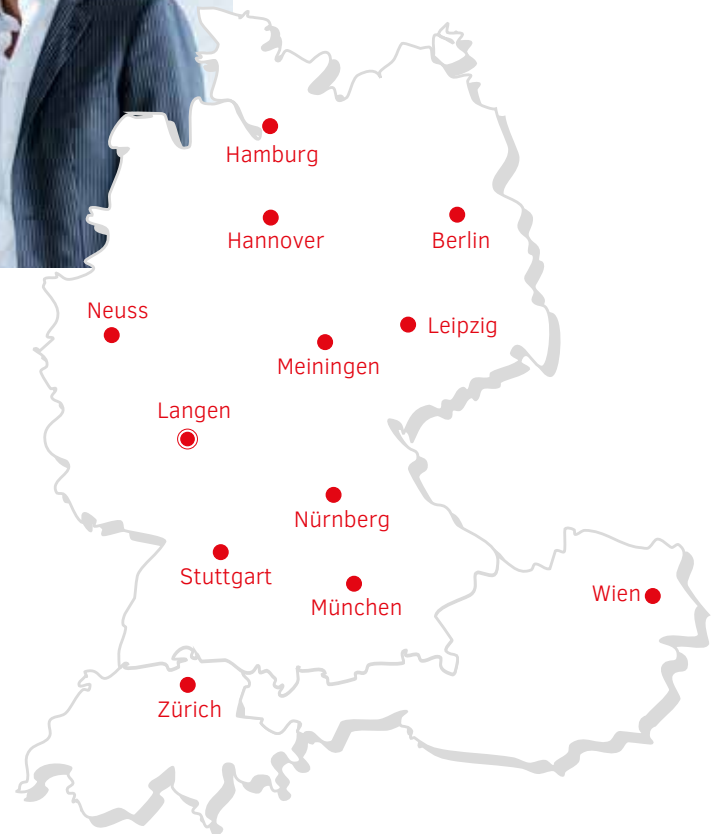 Hamburg
Hannover
Berlin
Neuss
Leipzig
Meiningen
Langen
Nürnberg
Stuttgart
München
Wien
Zürich